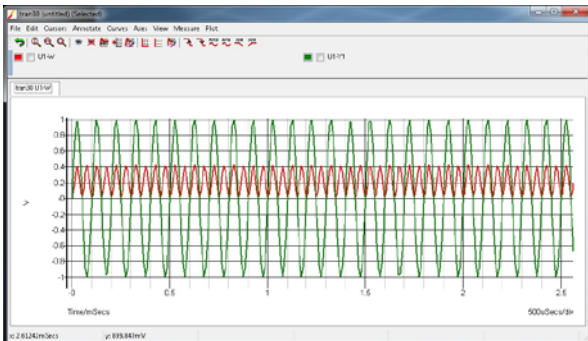 tran30 (untitled) (Selected)
File Edit Cursors Annotate Curves Axes View Measure Plot
U1-W U1-Y1
tran30 U1-W
1
0.8
0.6
0.4
0.2
0
-0.2
-0.4
-0.6
-0.8
-1
V
0 0.5 1 1.5 2 2.5
Time/mSecs 500uSecs/div
x: 2.61242mSecs y: 899.847mV